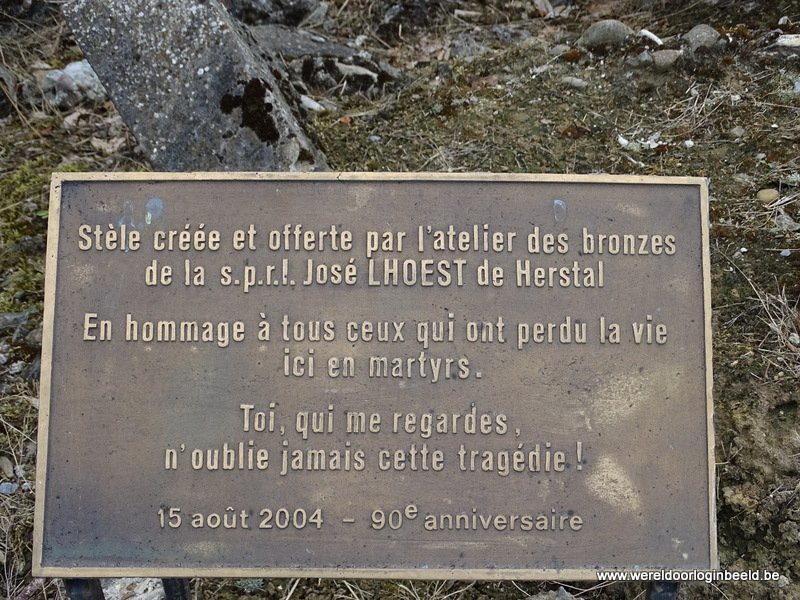 Stèle créée et offerte par l'atelier des bronzes
de la s.p.r.l. José LHOEST de Herstal
En hommage à tous ceux qui ont perdu la vie
ici en martyrs.
Toi, qui me regardes,
n'oublie jamais cette tragédie !
15 août 2004 - 90e anniversaire
www.wereldoorloginbeeld.be